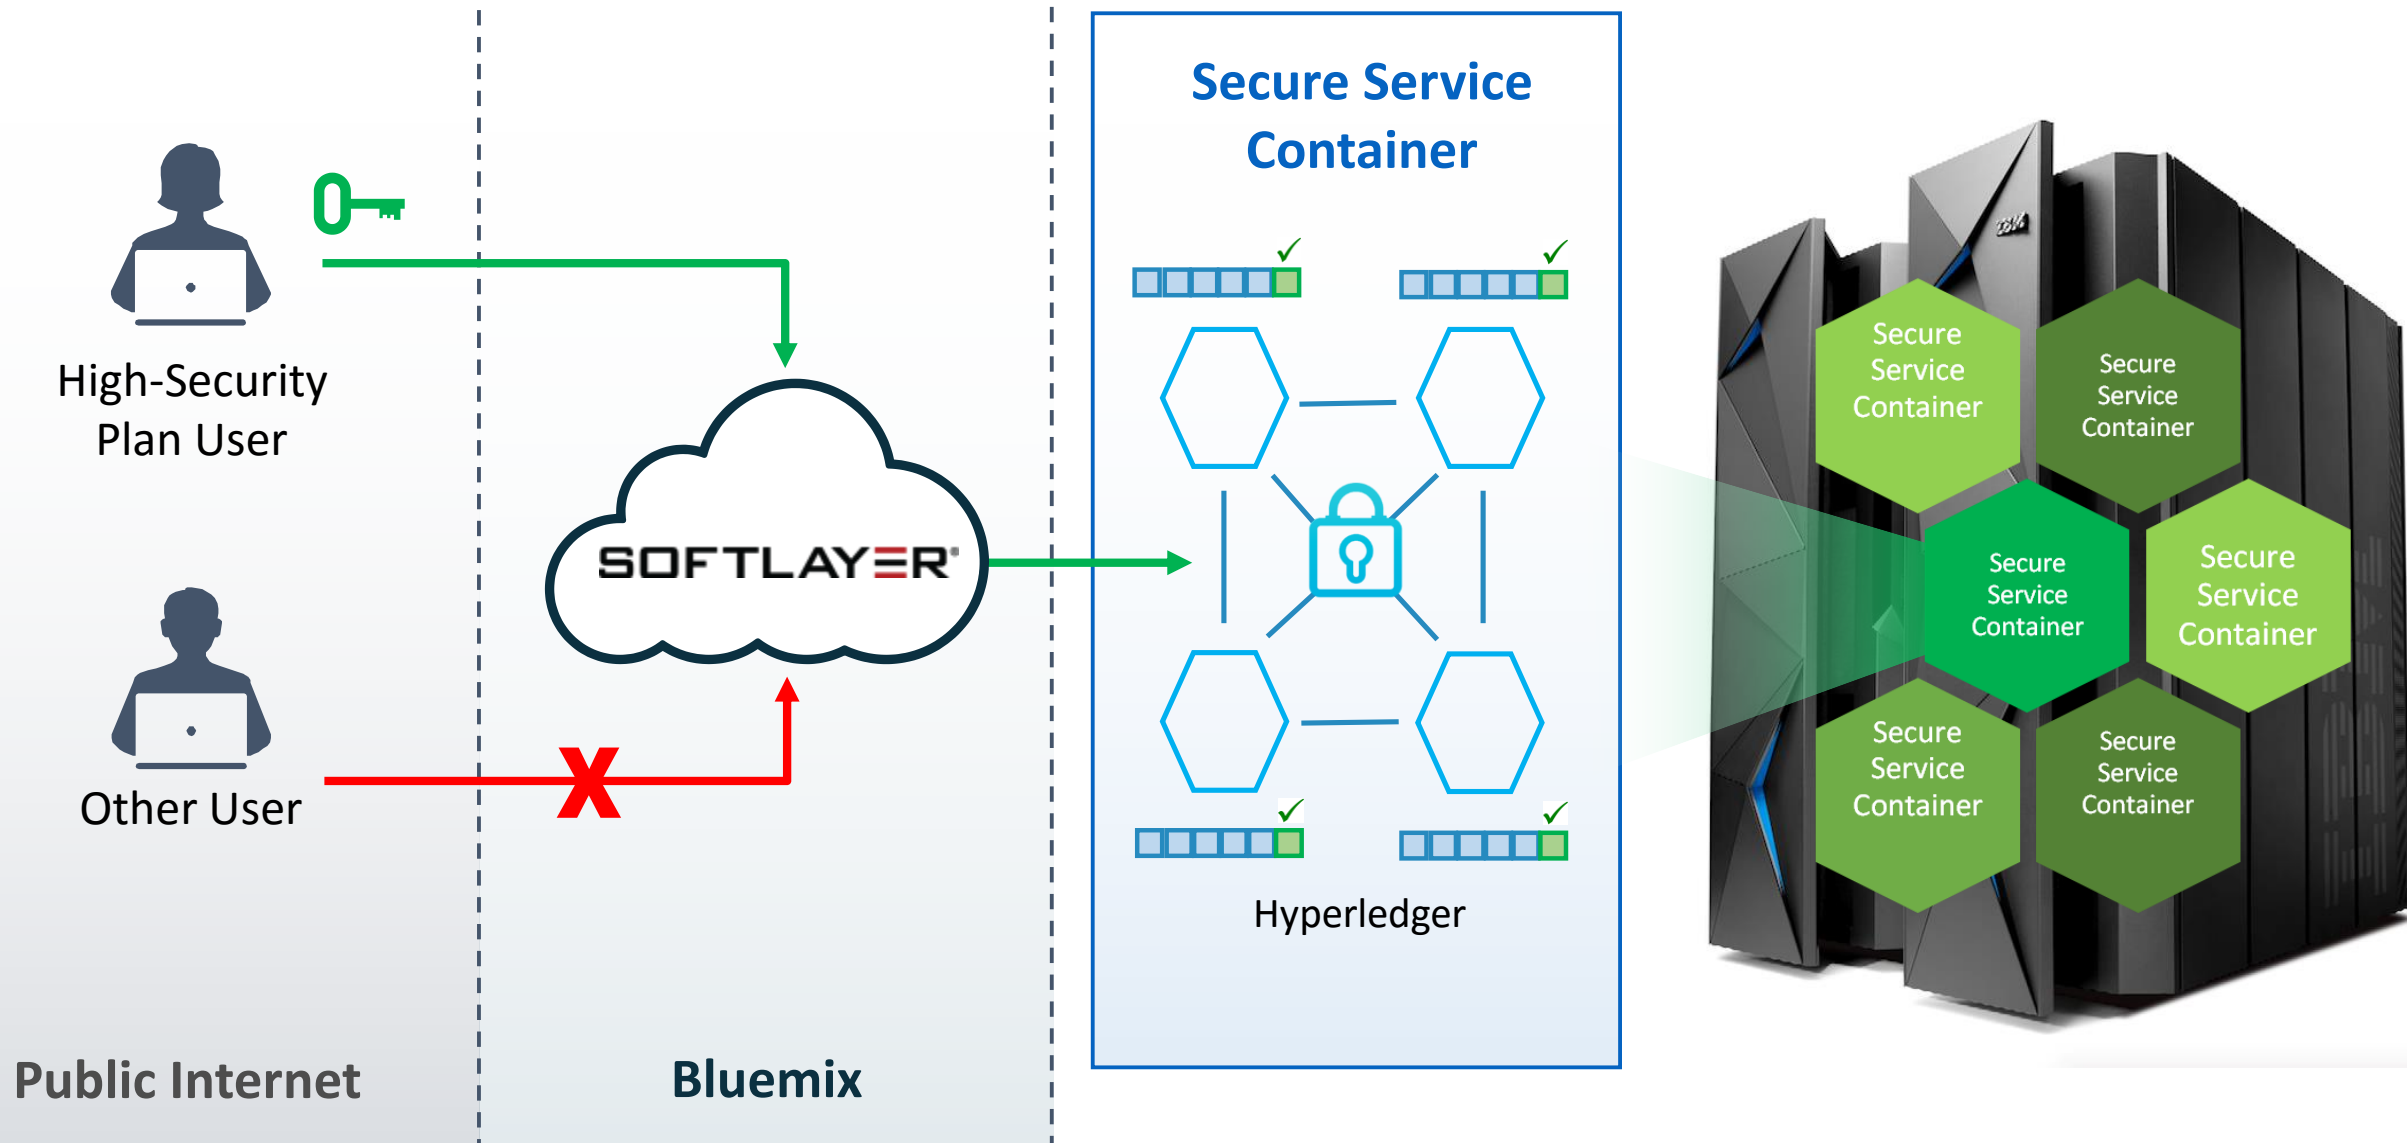 Secure Service
Container
High-Security
Plan User
SOFTLAYER®
Other User
Hyperledger
Public Internet
Bluemix
IBM
Secure
Service
Container
Secure
Service
Container
Secure
Service
Container
Secure
Service
Container
Secure
Service
Container
Secure
Service
Container